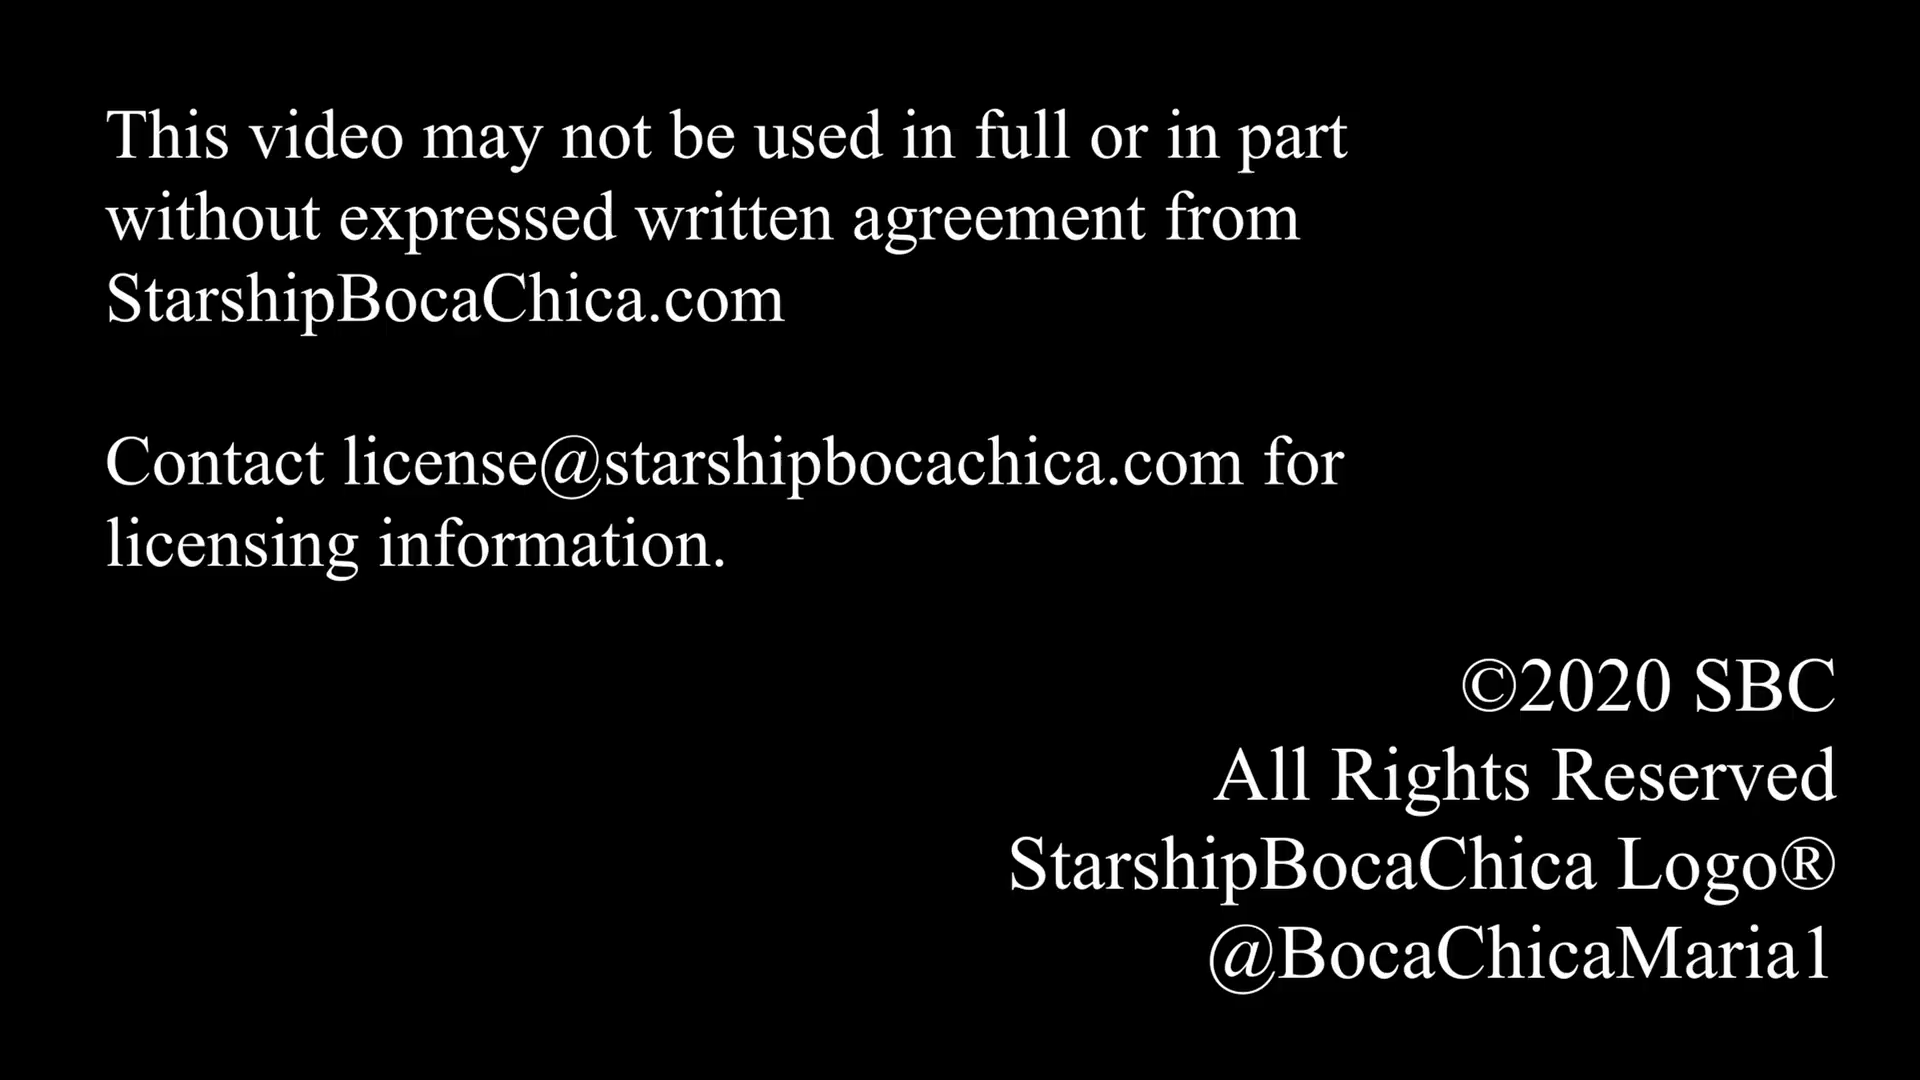 This video may not be used in full or in part
without expressed written agreement from
StarshipBocaChica.com
Contact license@starshipbocachica.com for
licensing information.
©2020 SBC
All Rights Reserved
StarshipBocaChica Logo®
@BocaChicaMaria1